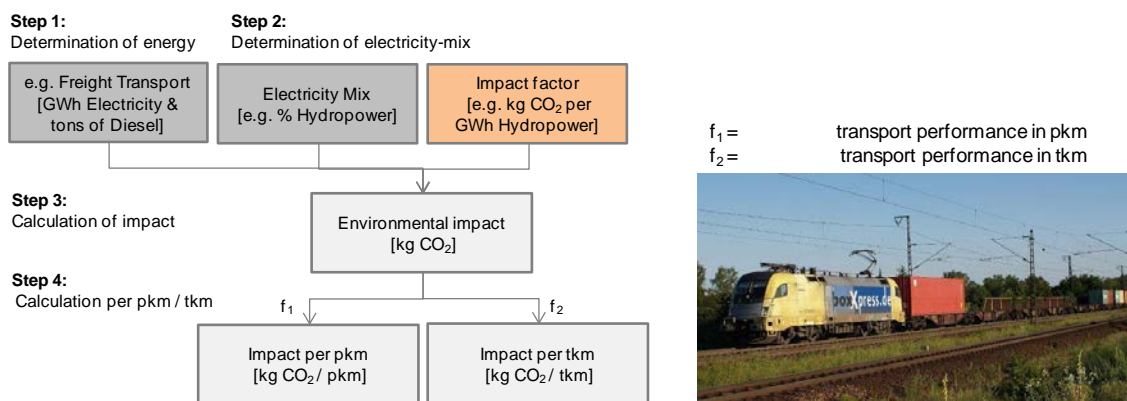 Step 1:
Determination of energy
Step 2:
Determination of electricity-mix
e.g. Freight Transport
[GWh Electricity &
tons of Diesel]
Electricity Mix
[e.g. % Hydropower]
Impact factor
[e.g. kg CO₂ per
GWh Hydropower]
f₁ = transport performance in pkm
f₂ = transport performance in tkm
Step 3:
Calculation of impact
Environmental impact
[kg CO₂]
Step 4:
Calculation per pkm / tkm
f₁
f₂
Impact per pkm
[kg CO₂ / pkm]
Impact per tkm
[kg CO₂ / tkm]
boxXpress.de